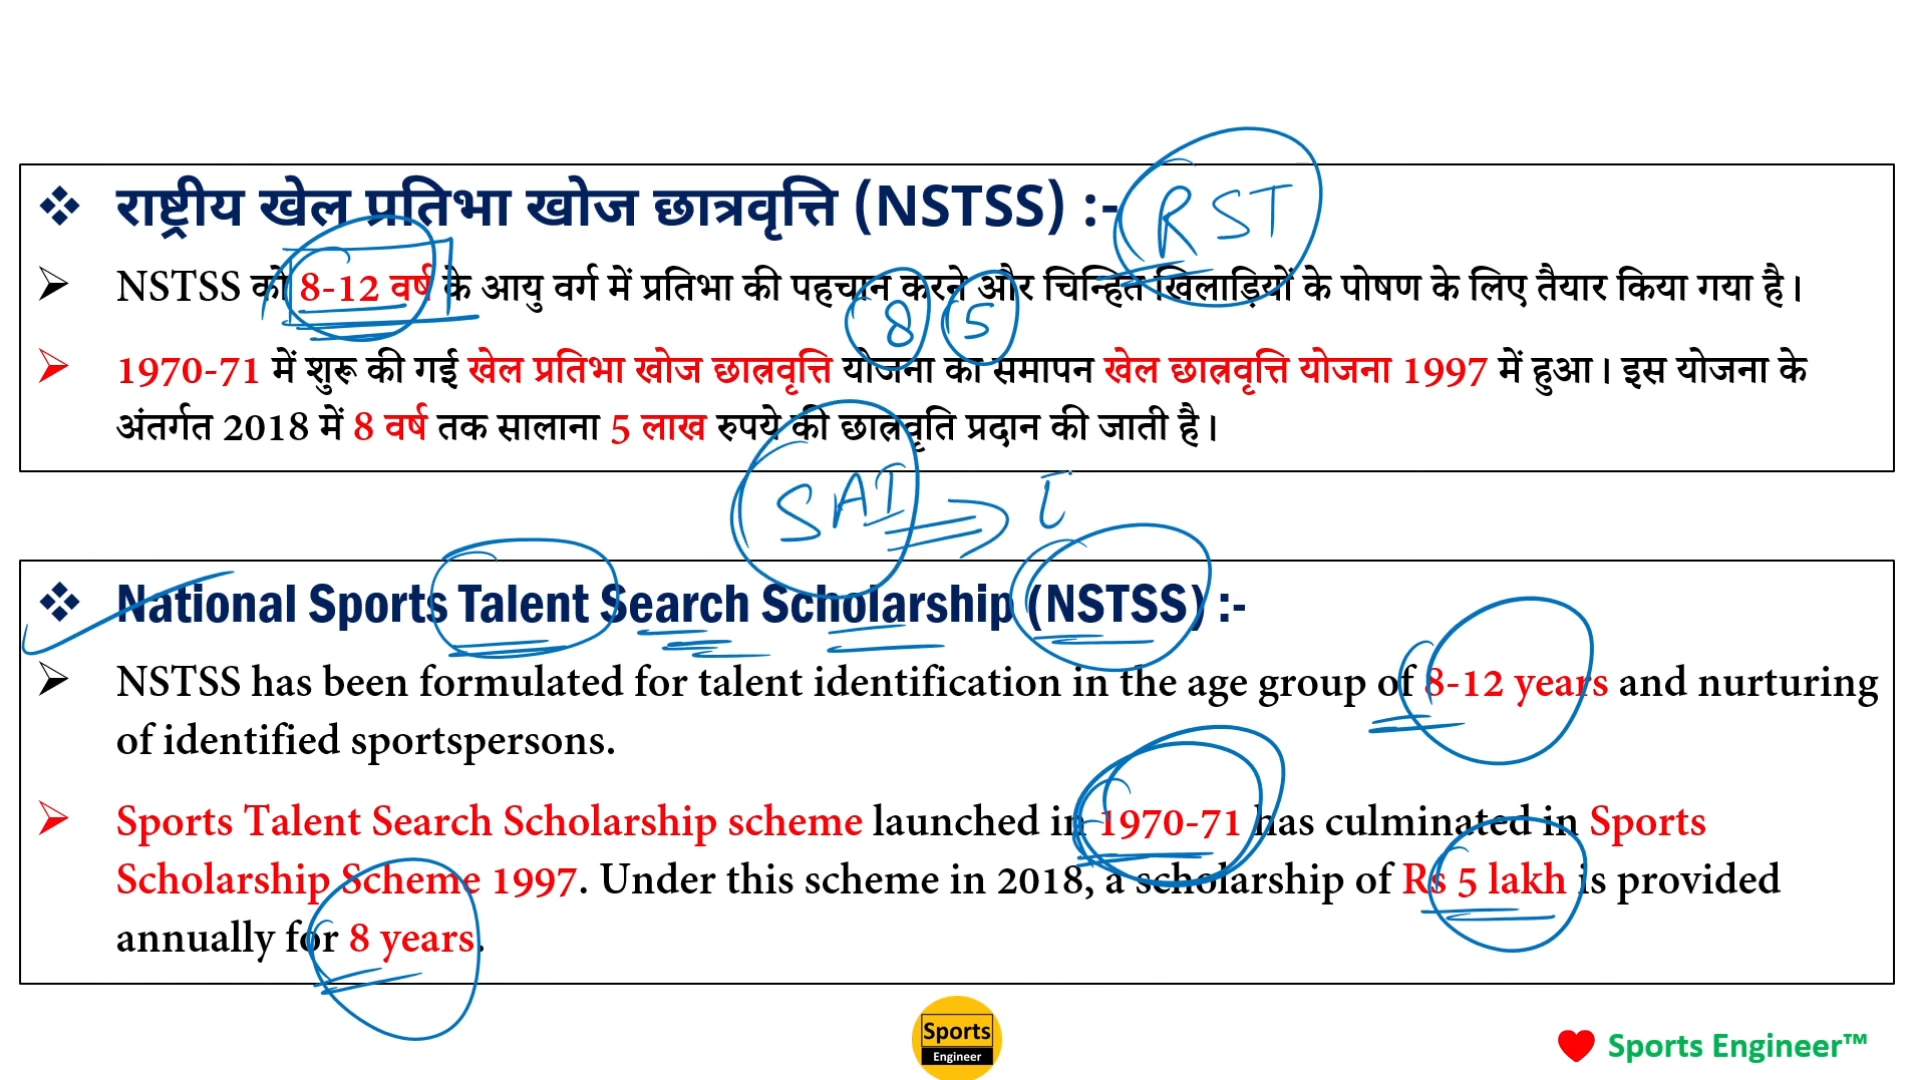 ❖ राष्ट्रीय खेल प्रतिभा खोज छात्रवृत्ति (NSTSS) :- RST
➢ NSTSS को 8-12 वर्ष के आयु वर्ग में प्रतिभा की पहचान करने और चिन्हित खिलाड़ियों के पोषण के लिए तैयार किया गया है।
8 5
➢ 1970-71 में शुरू की गई खेल प्रतिभा खोज छात्रवृत्ति योजना का समापन खेल छात्रवृत्ति योजना 1997 में हुआ। इस योजना के
अंतर्गत 2018 में 8 वर्ष तक सालाना 5 लाख रुपये की छात्रवृति प्रदान की जाती है।
SAI
❖ National Sports Talent Search Scholarship (NSTSS) :-
➢ NSTSS has been formulated for talent identification in the age group of 8-12 years and nurturing
of identified sportspersons.
➢ Sports Talent Search Scholarship scheme launched in 1970-71 has culminated in Sports
Scholarship Scheme 1997. Under this scheme in 2018, a scholarship of Rs 5 lakh is provided
annually for 8 years.
Sports
Engineer
Sports Engineer™